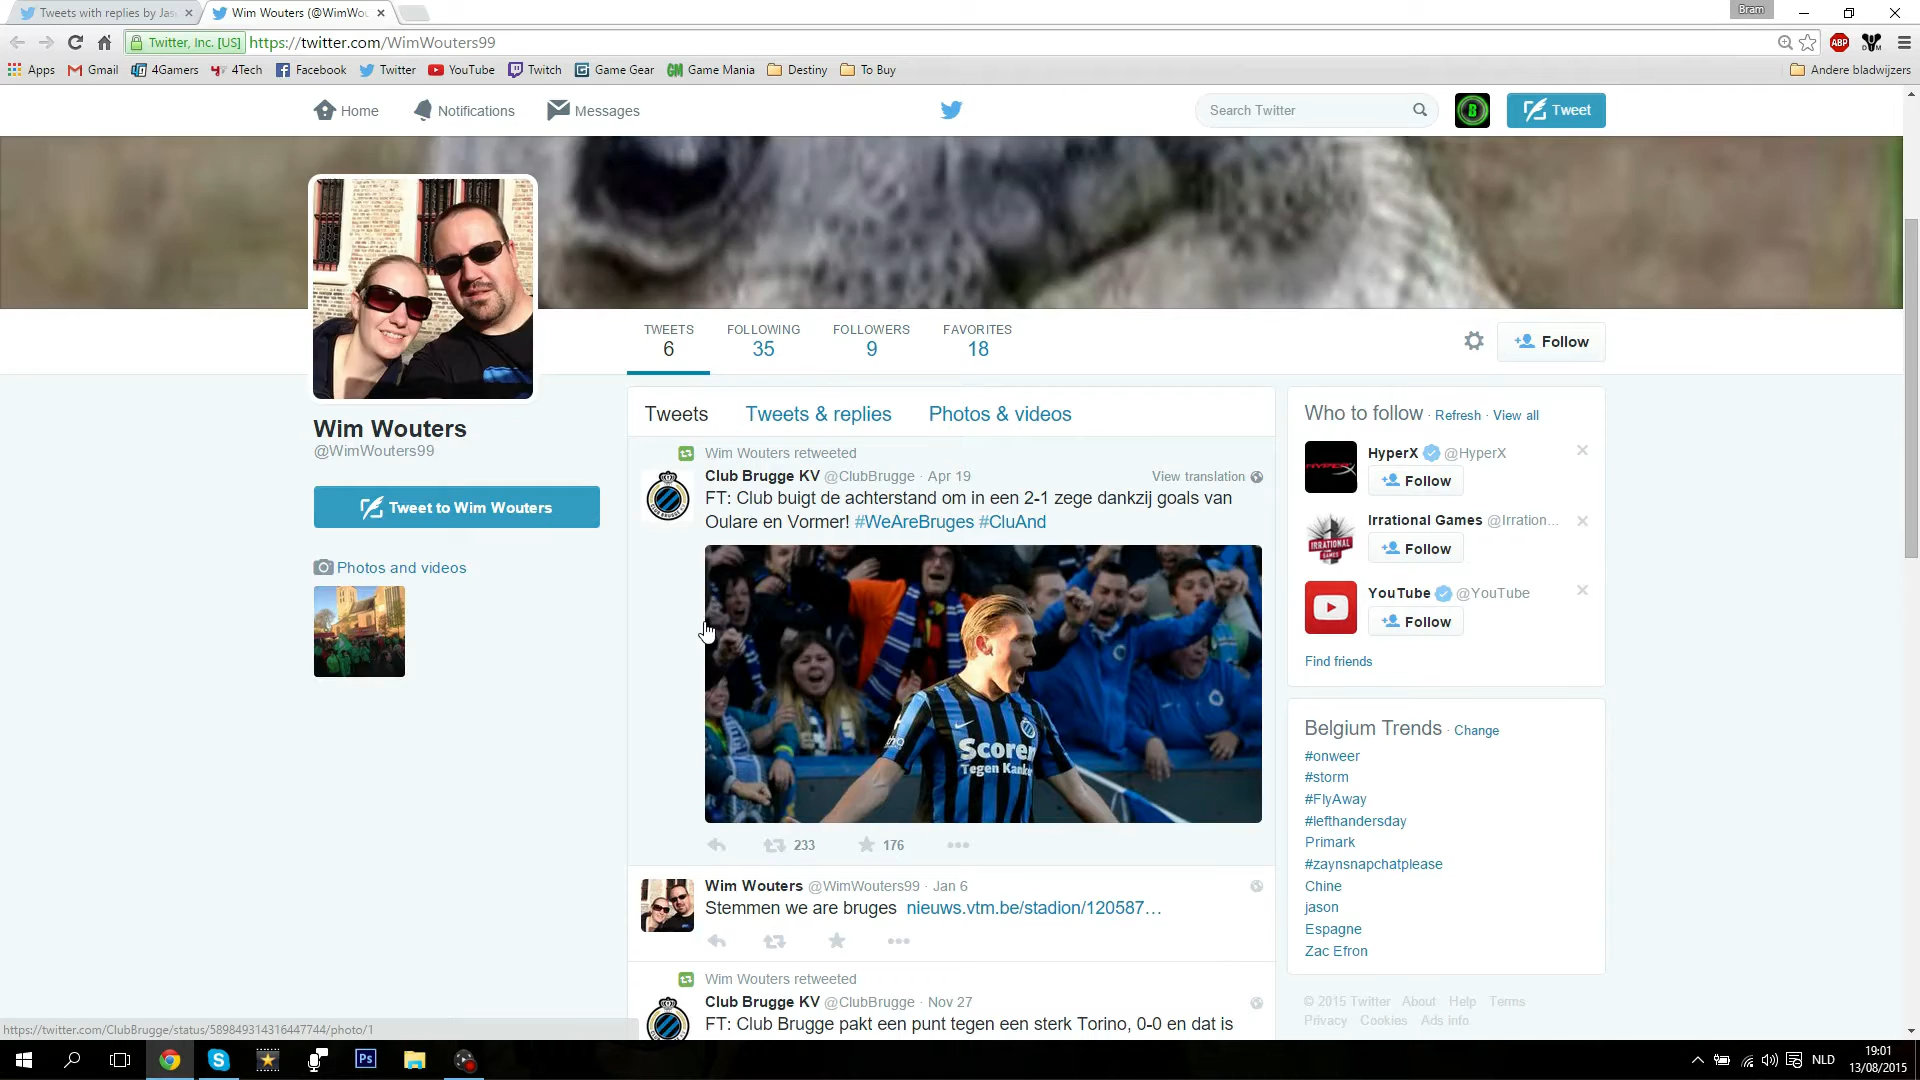 Tweets with replies by Jas
Wim Wouters (@WimWou
Bram
Twitter, Inc. [US]
https://twitter.com/WimWouters99
ABP
Apps
Gmail
4Gamers
4Tech
Facebook
Twitter
YouTube
Twitch
Game Gear
Game Mania
Destiny
To Buy
Andere bladwijzers
Home
Notifications
Messages
Search Twitter
B
Tweet
TWEETS
6
FOLLOWING
35
FOLLOWERS
9
FAVORITES
18
Follow
Wim Wouters
@WimWouters99
Tweet to Wim Wouters
Photos and videos
Tweets
Tweets & replies
Photos & videos
Wim Wouters retweeted
Club Brugge KV @ClubBrugge · Apr 19
View translation
FT: Club buigt de achterstand om in een 2-1 zege dankzij goals van
Oulare en Vormer! #WeAreBruges #CluAnd
Scoren
Tegen Kanker
233
176
Wim Wouters @WimWouters99 · Jan 6
Stemmen we are bruges nieuws.vtm.be/stadion/120587…
Wim Wouters retweeted
Club Brugge KV @ClubBrugge · Nov 27
FT: Club Brugge pakt een punt tegen een sterk Torino, 0-0 en dat is
Who to follow · Refresh · View all
HyperX @HyperX
Follow
Irrational Games @Irration...
Follow
YouTube @YouTube
Follow
Find friends
Belgium Trends · Change
#onweer
#storm
#FlyAway
#lefthandersday
Primark
#zaynsnapchatplease
Chine
jason
Espagne
Zac Efron
© 2015 Twitter About Help Terms
Privacy Cookies Ads info
https://twitter.com/ClubBrugge/status/589849314316447744/photo/1
Ps
NLD
19:01
13/08/2015